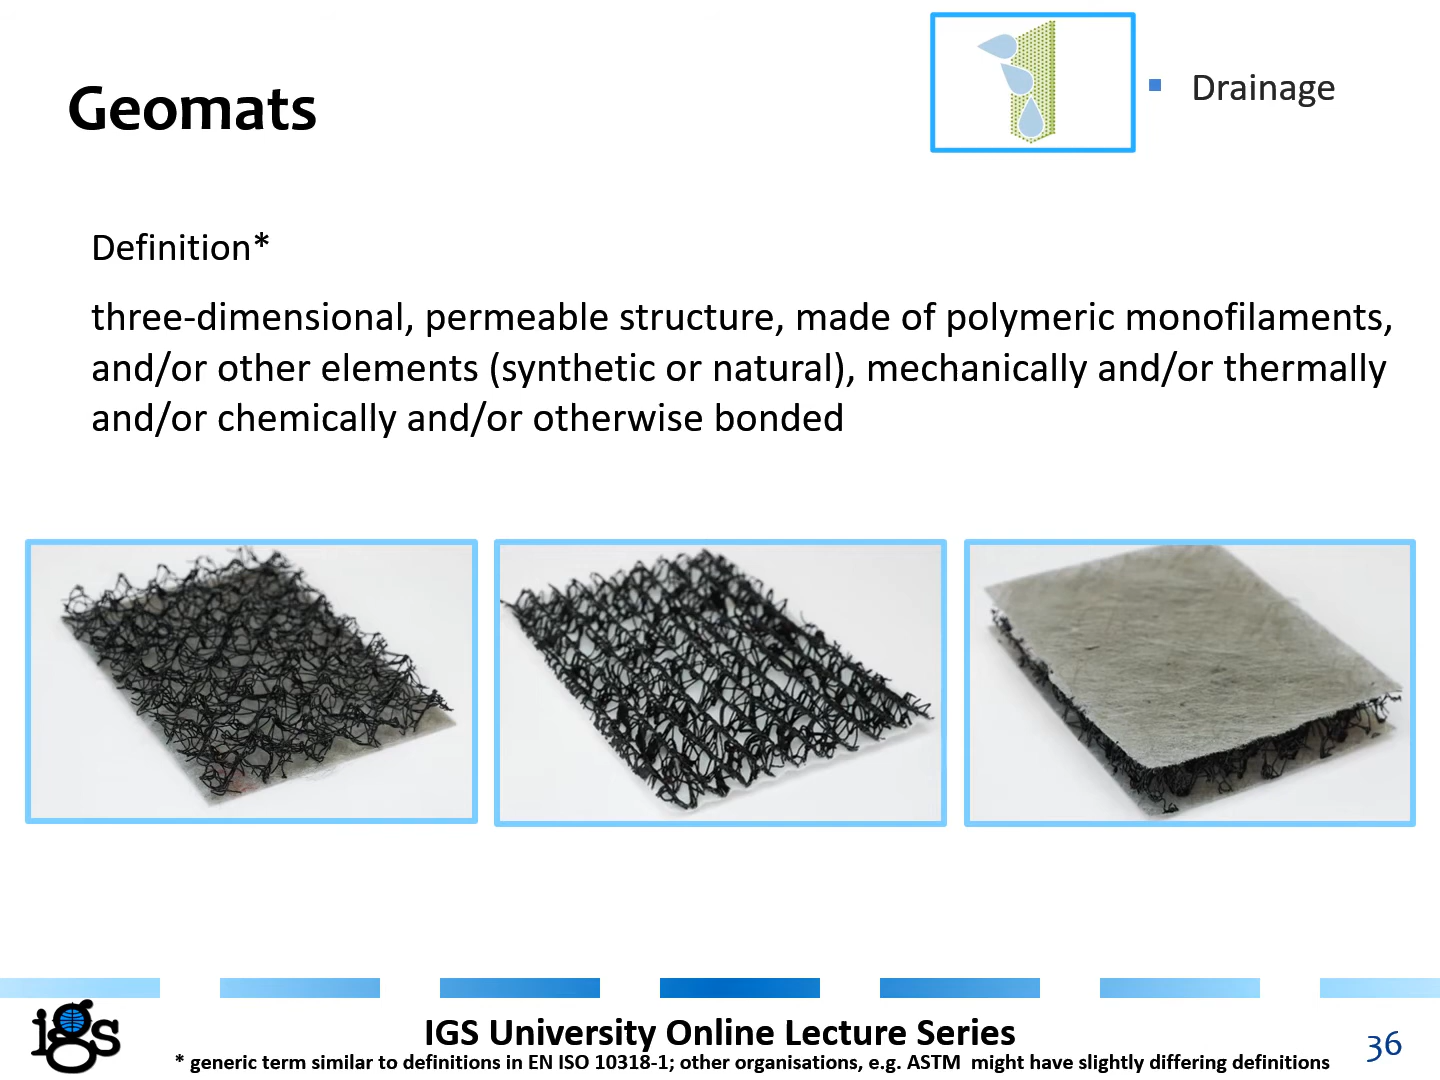 Geomats
Drainage
Definition*
three-dimensional, permeable structure, made of polymeric monofilaments,
and/or other elements (synthetic or natural), mechanically and/or thermally
and/or chemically and/or otherwise bonded
igs
IGS University Online Lecture Series
* generic term similar to definitions in EN ISO 10318-1; other organisations, e.g. ASTM  might have slightly differing definitions
36